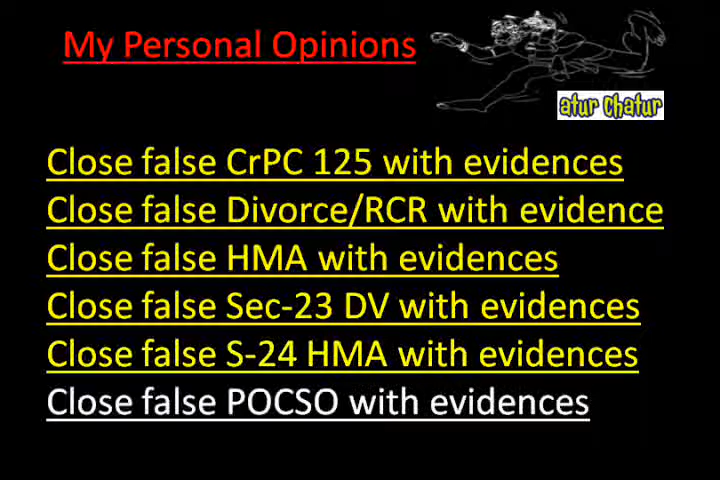 My Personal Opinions
atur Chatur
Close false CrPC 125 with evidences
Close false Divorce/RCR with evidence
Close false HMA with evidences
Close false Sec-23 DV with evidences
Close false S-24 HMA with evidences
Close false POCSO with evidences